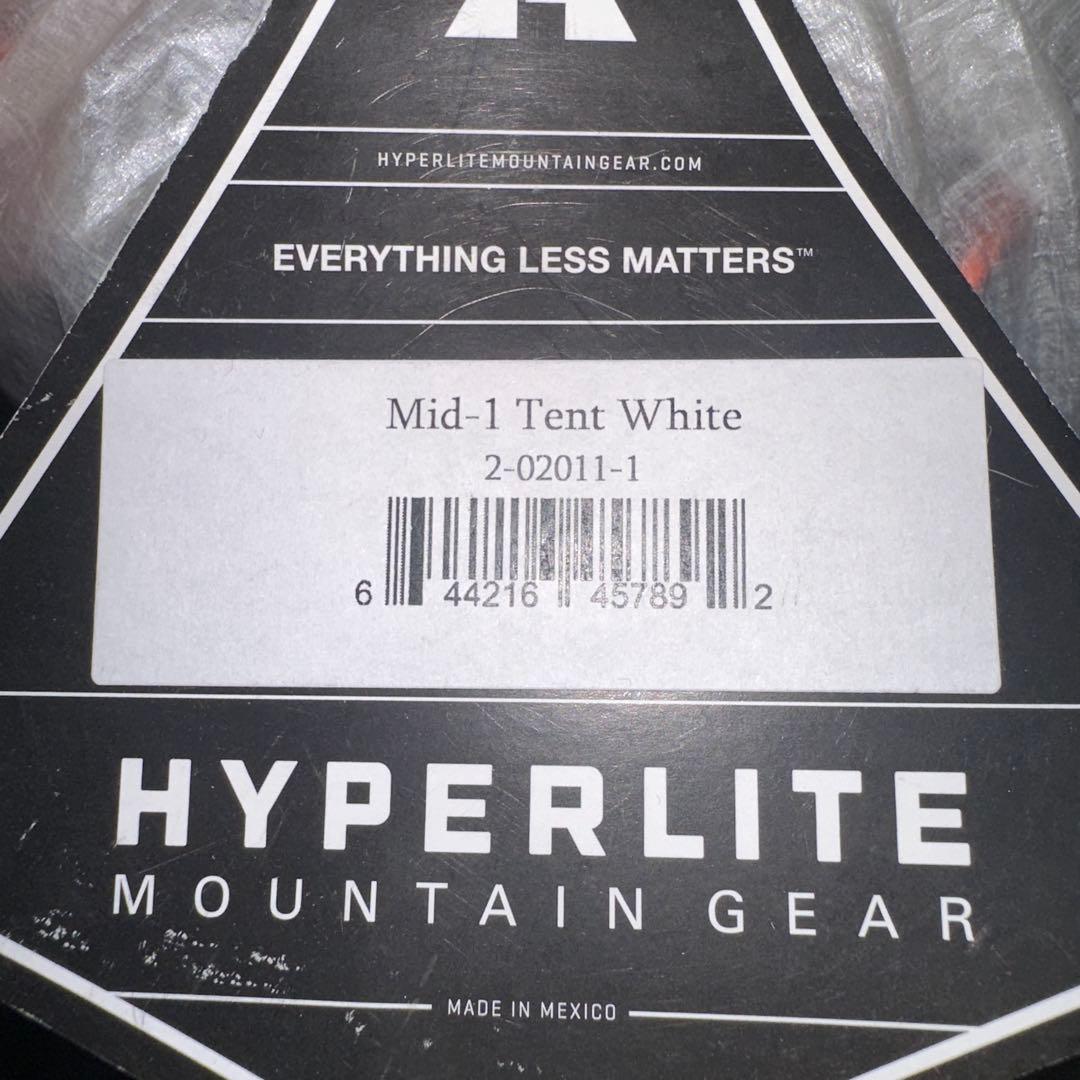 HYPERLITEMOUNTAINGEAR.COM
EVERYTHING LESS MATTERS™
Mid-1 Tent White
2-02011-1
6 44216 45789 2
HYPERLITE
MOUNTAIN GEAR
MADE IN MEXICO